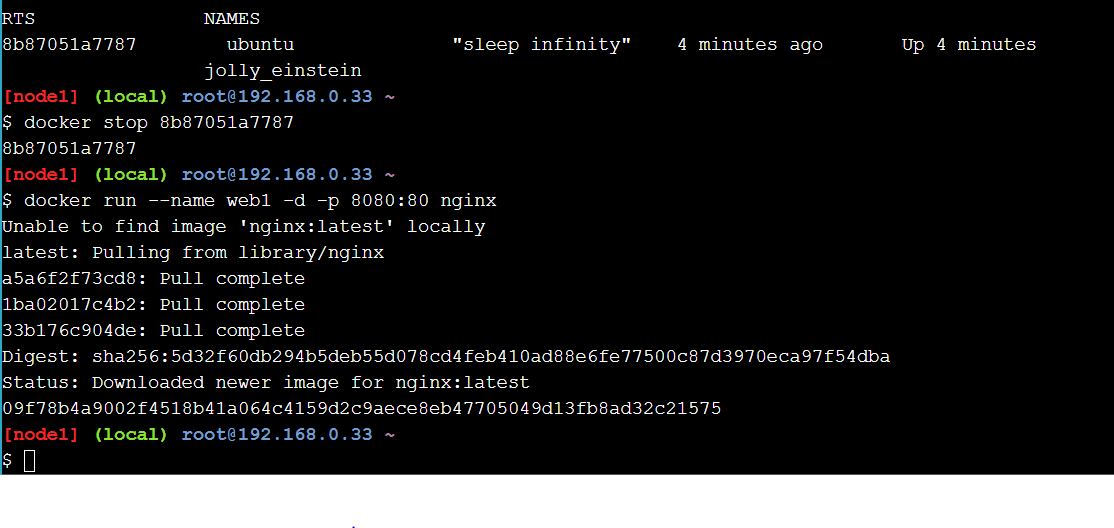 RTS NAMES
8b87051a7787 ubuntu "sleep infinity" 4 minutes ago Up 4 minutes
jolly_einstein
[node1] (local) root@192.168.0.33 ~
$ docker stop 8b87051a7787
8b87051a7787
[node1] (local) root@192.168.0.33 ~
$ docker run --name web1 -d -p 8080:80 nginx
Unable to find image 'nginx:latest' locally
latest: Pulling from library/nginx
a5a6f2f73cd8: Pull complete
1ba02017c4b2: Pull complete
33b176c904de: Pull complete
Digest: sha256:5d32f60db294b5deb55d078cd4feb410ad88e6fe77500c87d3970eca97f54dba
Status: Downloaded newer image for nginx:latest
09f78b4a9002f4518b41a064c4159d2c9aece8eb47705049d13fb8ad32c21575
[node1] (local) root@192.168.0.33 ~
$